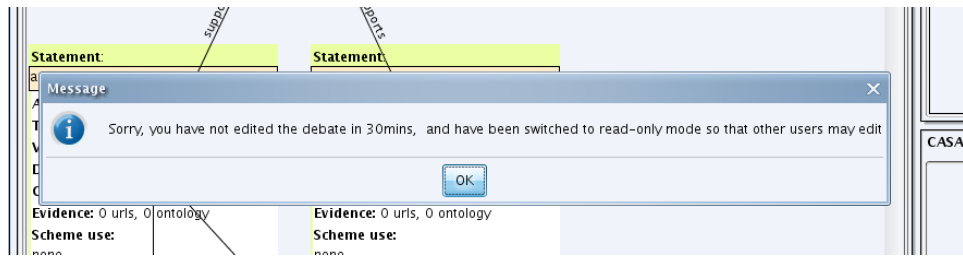 suppo
ports
Statement:
Statement:
a
Message
A
Sorry, you have not edited the debate in 30mins, and have been switched to read-only mode so that other users may edit
T
V
D
OK
C
CASA
Evidence: 0 urls, 0 ontology
Evidence: 0 urls, 0 ontology
Scheme use:
Scheme use:
none
none